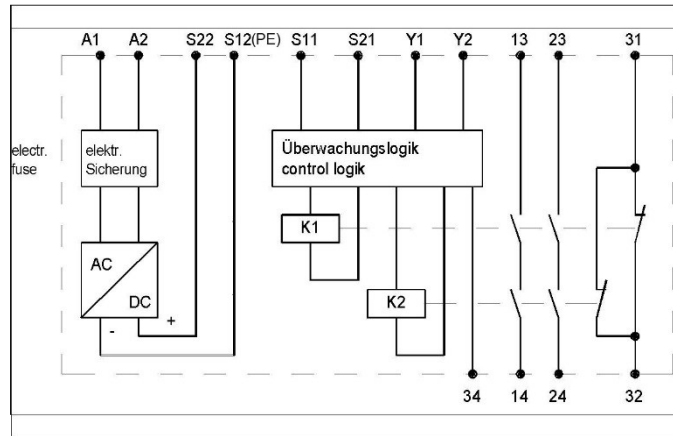 A1 A2 S22 S12(PE) S11 S21 Y1 Y2 13 23 31
electr.
fuse
elektr.
Sicherung
Überwachungslogik
control logik
K1
AC
DC
K2
- +
34 14 24 32